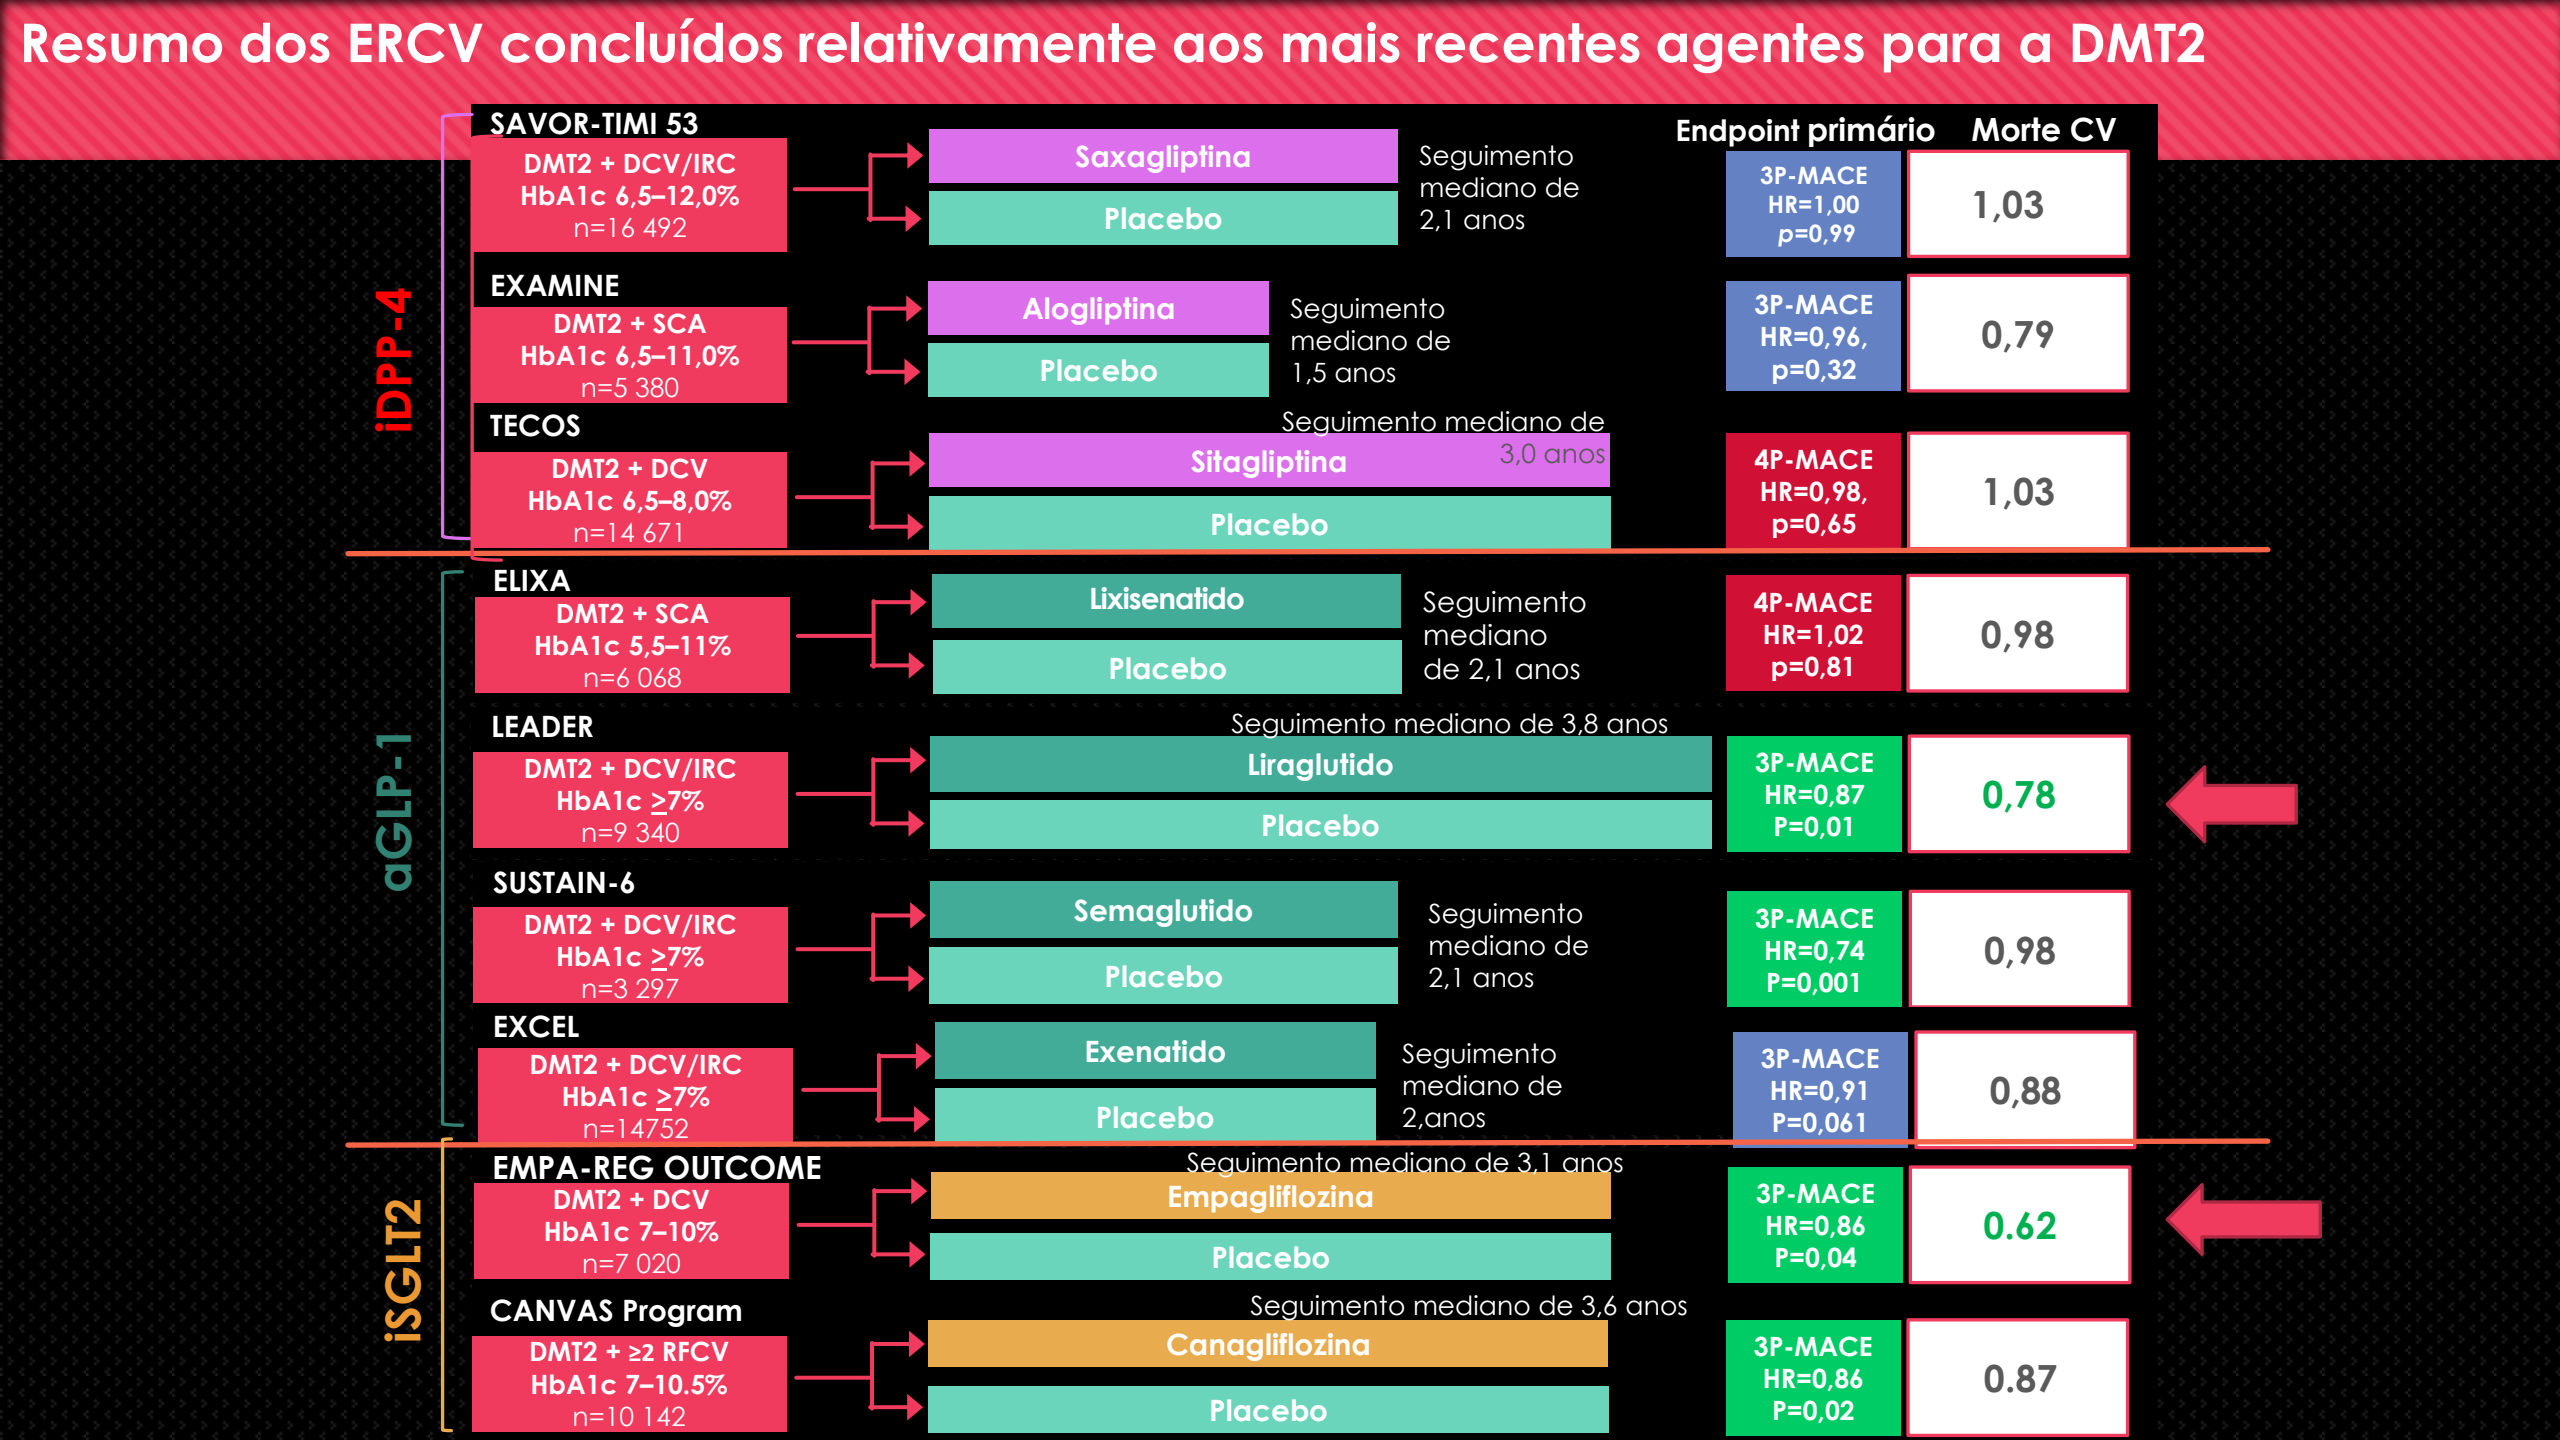 Resumo dos ERCV concluídos relativamente aos mais recentes agentes para a DMT2
Endpoint primário
Morte CV
iDPP-4
SAVOR-TIMI 53
DMT2 + DCV/IRC
HbA1c 6,5–12,0%
n=16 492
Saxagliptina
Placebo
Seguimento
mediano de
2,1 anos
3P-MACE
HR=1,00
p=0,99
1,03
EXAMINE
DMT2 + SCA
HbA1c 6,5–11,0%
n=5 380
Alogliptina
Placebo
Seguimento
mediano de
1,5 anos
3P-MACE
HR=0,96,
p=0,32
0,79
TECOS
DMT2 + DCV
HbA1c 6,5–8,0%
n=14 671
Seguimento mediano de
3,0 anos
Sitagliptina
Placebo
4P-MACE
HR=0,98,
p=0,65
1,03
aGLP-1
ELIXA
DMT2 + SCA
HbA1c 5,5–11%
n=6 068
Lixisenatido
Placebo
Seguimento
mediano
de 2,1 anos
4P-MACE
HR=1,02
p=0,81
0,98
LEADER
DMT2 + DCV/IRC
HbA1c ≥7%
n=9 340
Seguimento mediano de 3,8 anos
Liraglutido
Placebo
3P-MACE
HR=0,87
P=0,01
0,78
SUSTAIN-6
DMT2 + DCV/IRC
HbA1c ≥7%
n=3 297
Semaglutido
Placebo
Seguimento
mediano de
2,1 anos
3P-MACE
HR=0,74
P=0,001
0,98
EXCEL
DMT2 + DCV/IRC
HbA1c ≥7%
n=14752
Exenatido
Placebo
Seguimento
mediano de
2,anos
3P-MACE
HR=0,91
P=0,061
0,88
iSGLT2
EMPA-REG OUTCOME
DMT2 + DCV
HbA1c 7–10%
n=7 020
Seguimento mediano de 3,1 anos
Empagliflozina
Placebo
3P-MACE
HR=0,86
P=0,04
0.62
CANVAS Program
DMT2 + ≥2 RFCV
HbA1c 7–10.5%
n=10 142
Seguimento mediano de 3,6 anos
Canagliflozina
Placebo
3P-MACE
HR=0,86
P=0,02
0.87